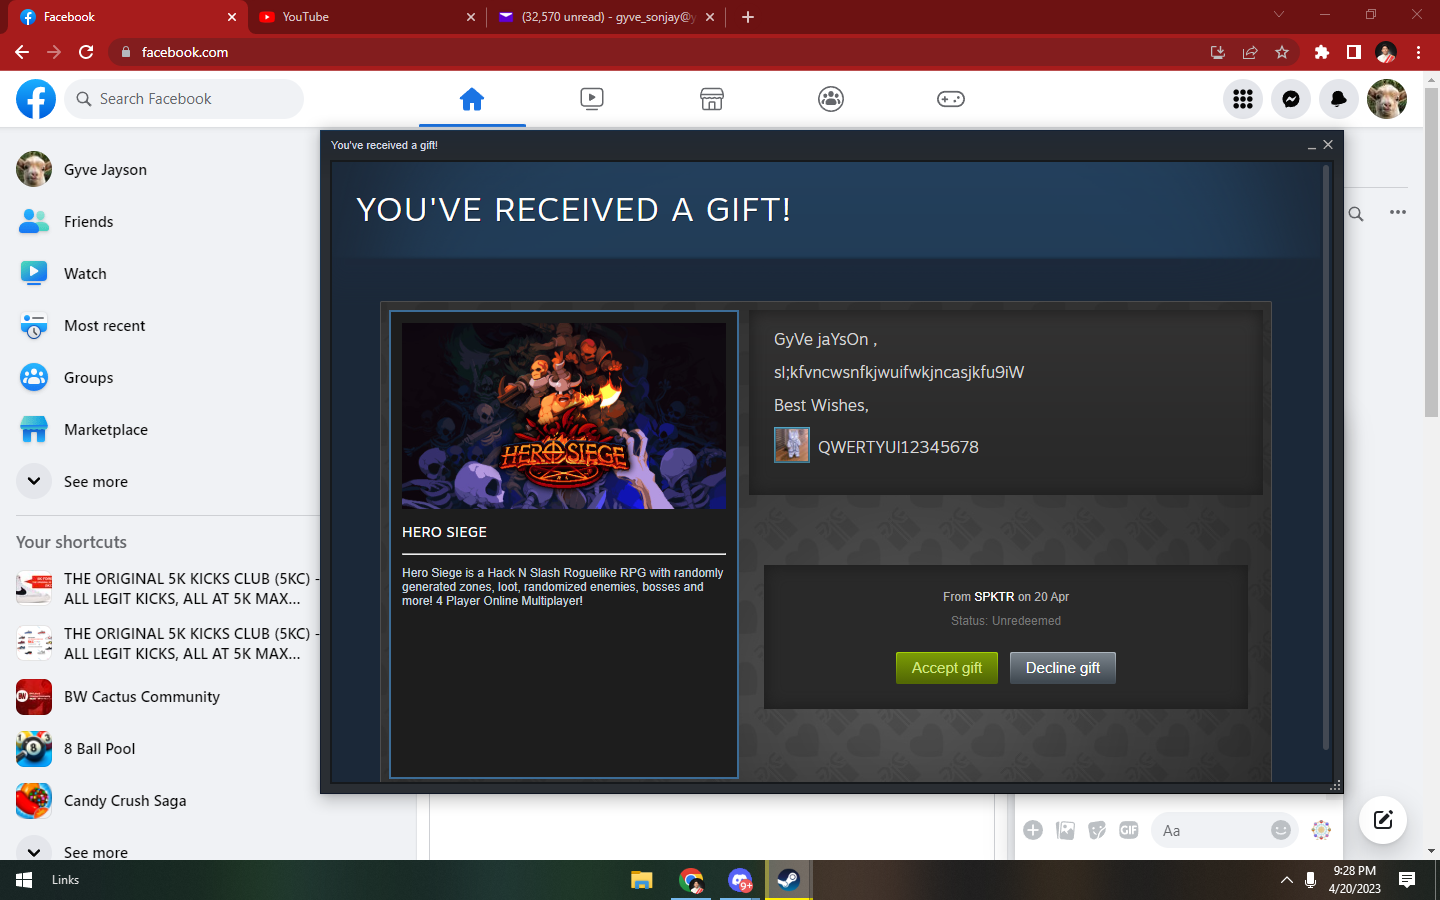 Facebook
YouTube
(32,570 unread) - gyve_sonjay@y
facebook.com
Search Facebook
Gyve Jayson
Friends
Watch
Most recent
Groups
Marketplace
See more
Your shortcuts
THE ORIGINAL 5K KICKS CLUB (5KC) -
ALL LEGIT KICKS, ALL AT 5K MAX...
THE ORIGINAL 5K KICKS CLUB (5KC) -
ALL LEGIT KICKS, ALL AT 5K MAX...
BW Cactus Community
8 Ball Pool
Candy Crush Saga
See more
You've received a gift!
YOU'VE RECEIVED A GIFT!
HERO SIEGE
HERO SIEGE
Hero Siege is a Hack N Slash Roguelike RPG with randomly
generated zones, loot, randomized enemies, bosses and
more! 4 Player Online Multiplayer!
GyVe jaYsOn ,
sl;kfvncwsnfkjwuifwkjncasjkfu9iW
Best Wishes,
QWERTYUI12345678
From SPKTR on 20 Apr
Status: Unredeemed
Accept gift
Decline gift
GIF
Aa
Links
9+
9:28 PM
4/20/2023